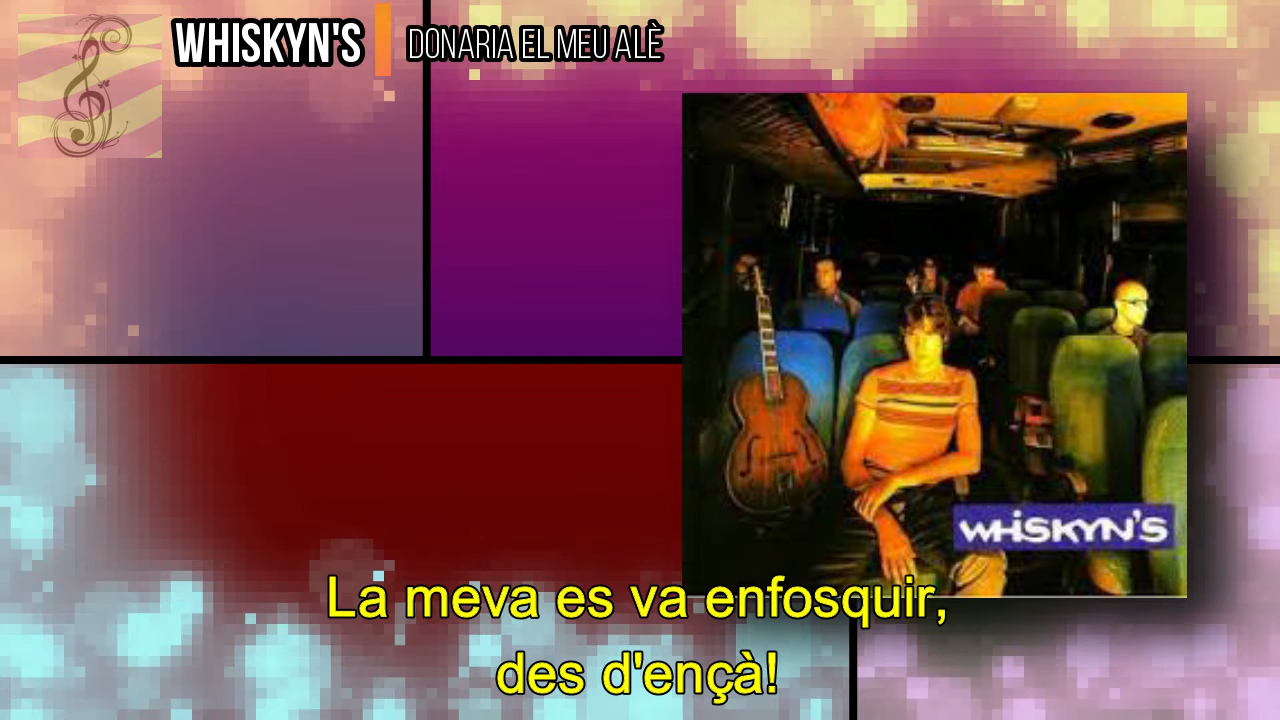 WHISKYN'S
DONARIA EL MEU ALÈ
WHiSKYN'S
La meva es va enfosquir,
des d'ençà!